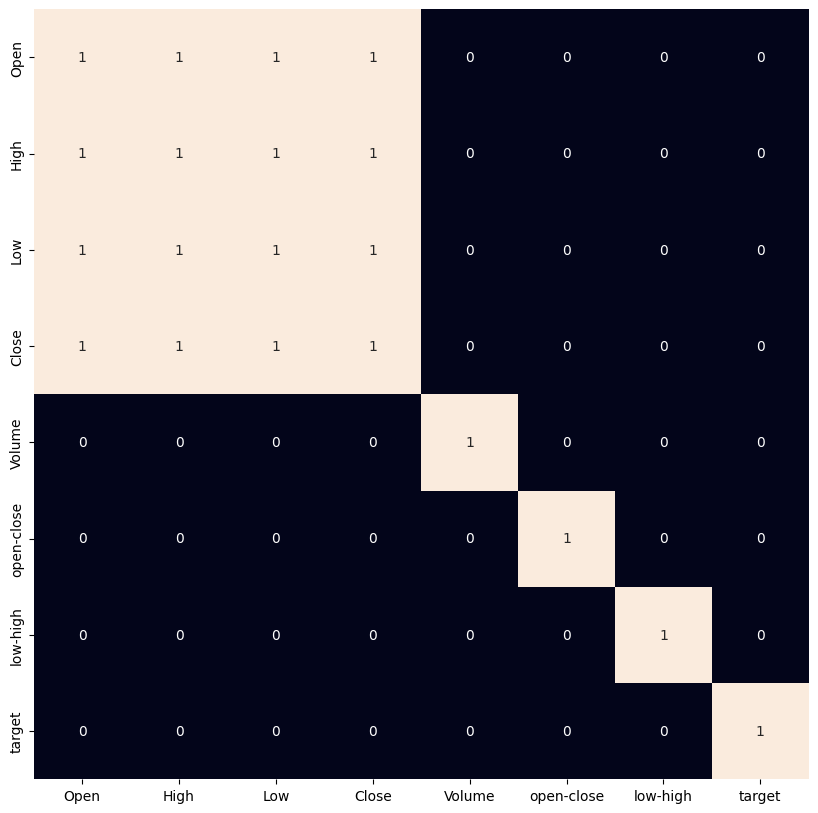 Open 1 1 1 1 0 0 0 0
High 1 1 1 1 0 0 0 0
Low 1 1 1 1 0 0 0 0
Close 1 1 1 1 0 0 0 0
Volume 0 0 0 0 1 0 0 0
open-close 0 0 0 0 0 1 0 0
low-high 0 0 0 0 0 0 1 0
target 0 0 0 0 0 0 0 1
Open High Low Close Volume open-close low-high target